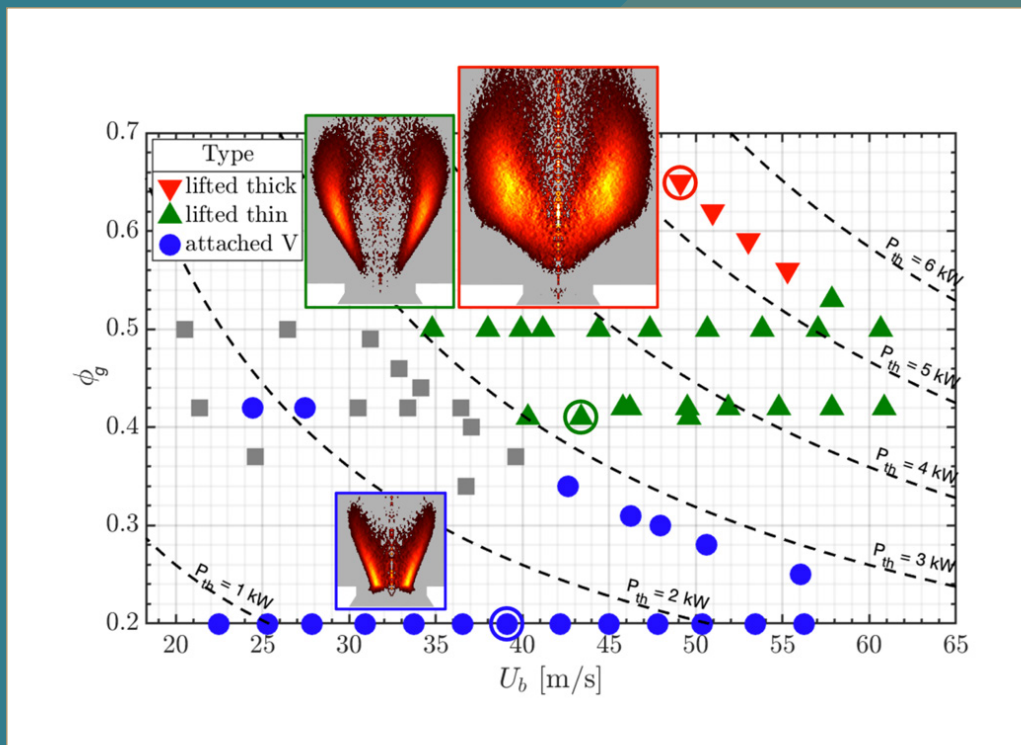 0.7
0.6
0.5
0.4
0.3
0.2
ϕg
Type
lifted thick
lifted thin
attached V
Pth = 6 kW
Pth = 5 kW
Pth = 4 kW
Pth = 3 kW
Pth = 2 kW
Pth = 1 kW
20 25 30 35 40 45 50 55 60 65
Ub [m/s]